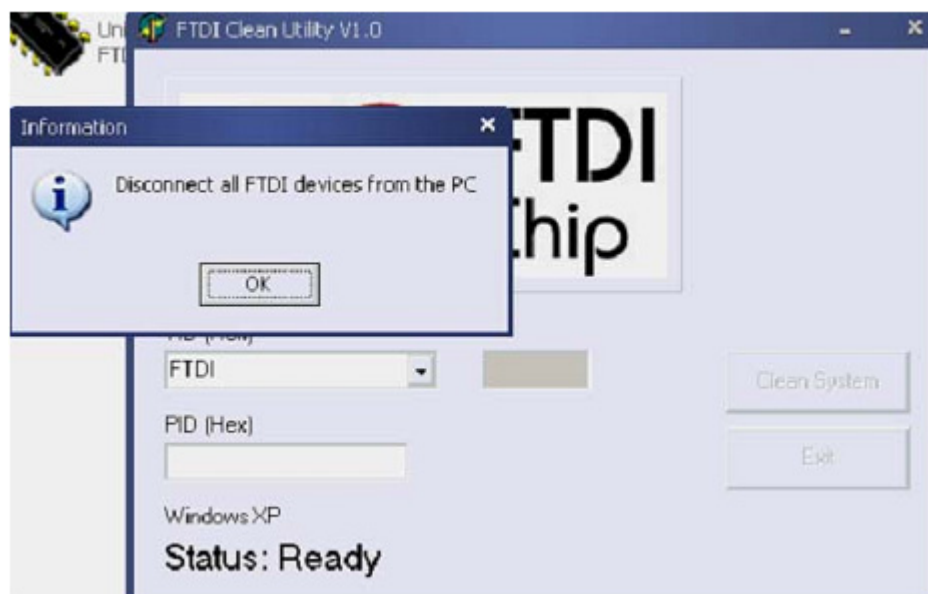 FTDI Clean Utility V1.0
Information
Disconnect all FTDI devices from the PC
OK
FTDI
Chip
FTDI
Clean System
PID (Hex)
Exit
Windows XP
Status: Ready